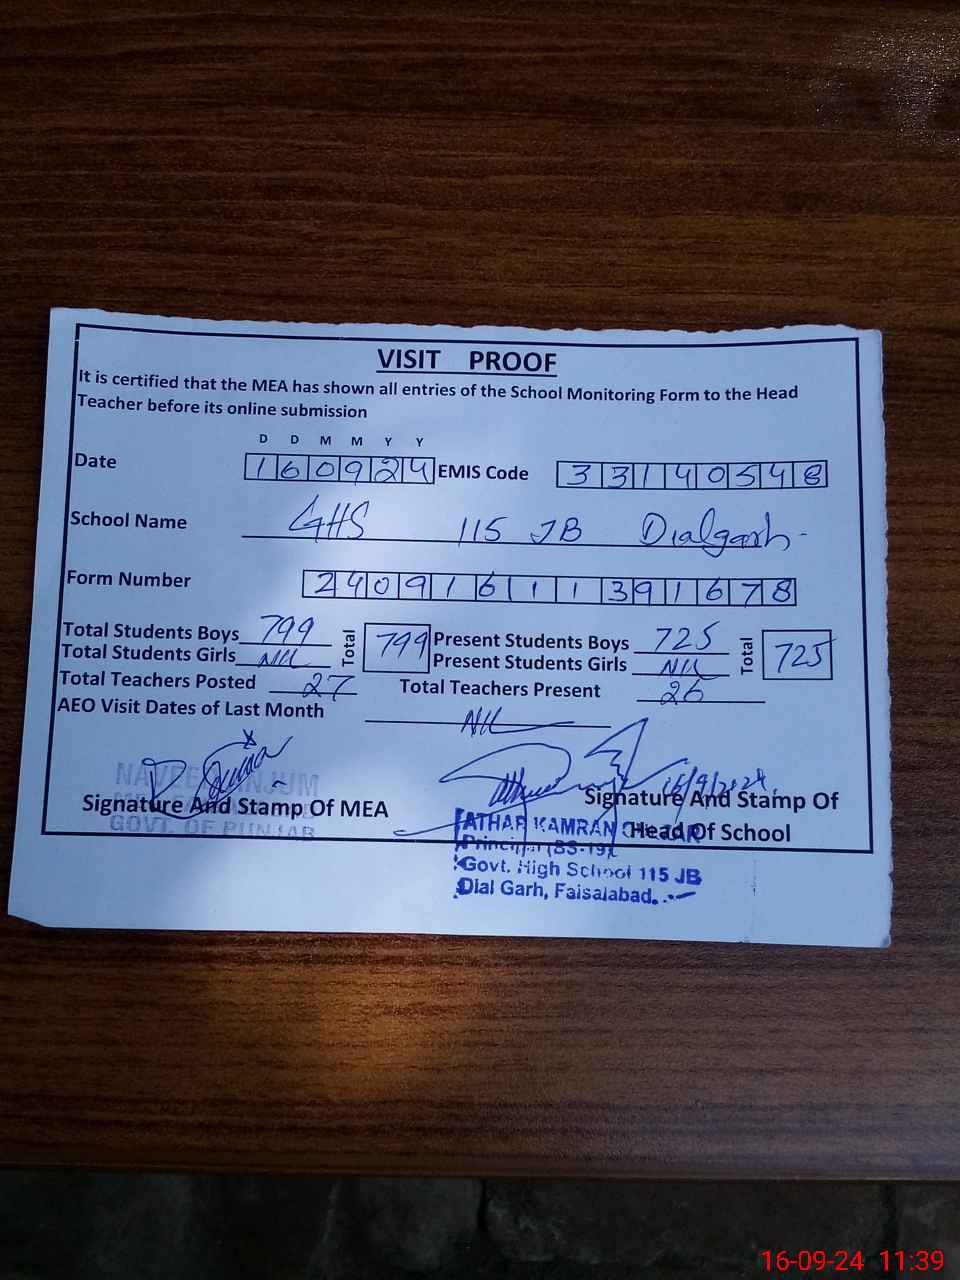 VISIT PROOF
It is certified that the MEA has shown all entries of the School Monitoring Form to the Head
Teacher before its online submission
D D M M Y Y
Date 160924 EMIS Code 33140548
School Name GHS 115 JB Dialgarh
Form Number 24091611391678
Total Students Boys 799 Total 799 Present Students Boys 725 Total 725
Total Students Girls Nil Present Students Girls Nil
Total Teachers Posted 27 Total Teachers Present 26
AEO Visit Dates of Last Month Nil
16/9/2024
NAVEED ANJUM
Signature And Stamp Of MEA Signature And Stamp Of
Head Of School
GOVT. OF PUNJAB
ATHAR KAMRAN
Principal (BS-19)
Govt. High School 115 JB
Dial Garh, Faisalabad.
16-09-24 11:39